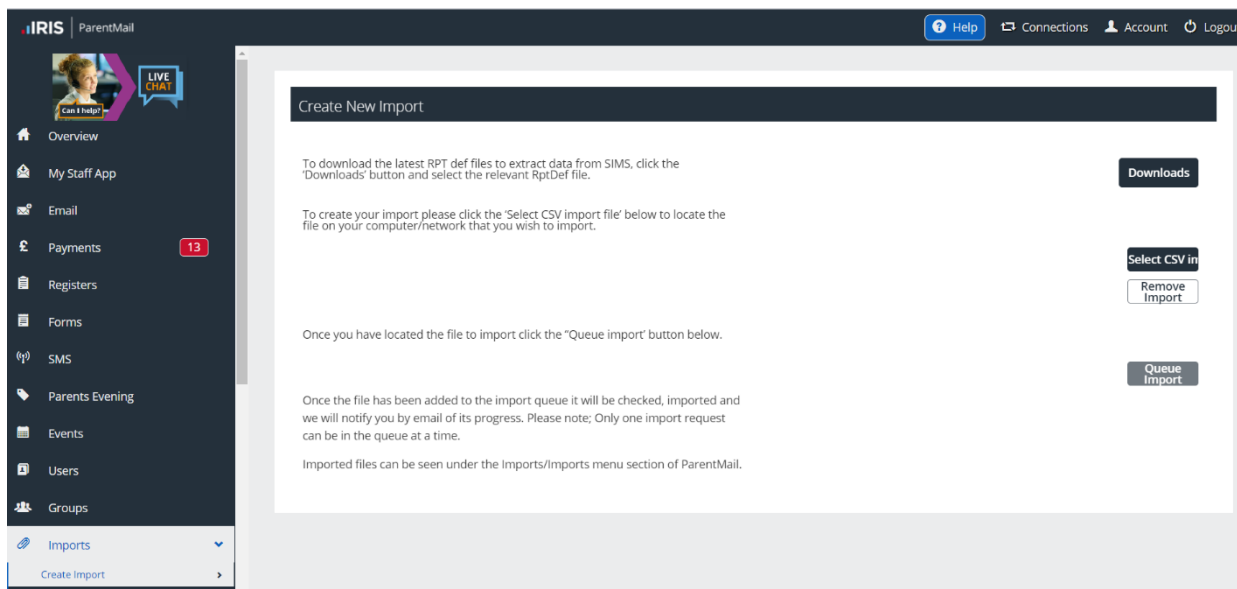 IRIS ParentMail
Help Connections Account Logou
LIVE
CHAT
Can I help?
Overview
My Staff App
Email
Payments 13
Registers
Forms
SMS
Parents Evening
Events
Users
Groups
Imports
Create Import
Create New Import
To download the latest RPT def files to extract data from SIMS, click the
'Downloads' button and select the relevant RptDef file.
Downloads
To create your import please click the 'Select CSV import file' below to locate the
file on your computer/network that you wish to import.
Select CSV im
Remove
Import
Once you have located the file to import click the "Queue import' button below.
Queue
Import
Once the file has been added to the import queue it will be checked, imported and
we will notify you by email of its progress. Please note; Only one import request
can be in the queue at a time.
Imported files can be seen under the Imports/Imports menu section of ParentMail.